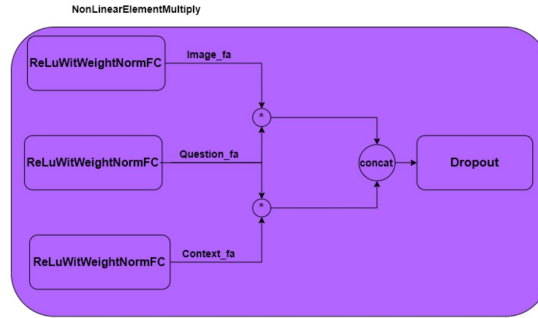 NonLinearElementMultiply
ReLuWitWeightNormFC
Image_fa
*
ReLuWitWeightNormFC
Question_fa
concat
Dropout
*
ReLuWitWeightNormFC
Context_fa